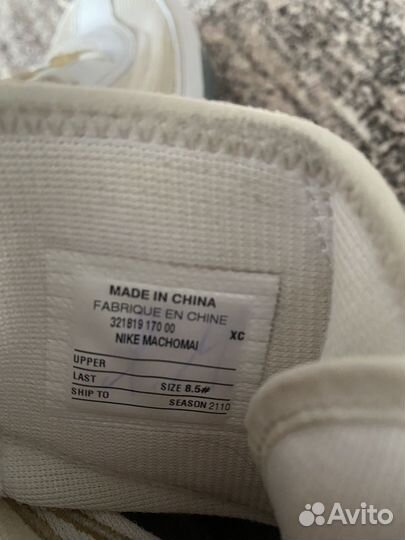 MADE IN CHINA
FABRIQUE EN CHINE
321819 170 00 XC
NIKE MACHOMAI
UPPER
LAST SIZE 8.5#
SHIP TO SEASON 2110
Avito